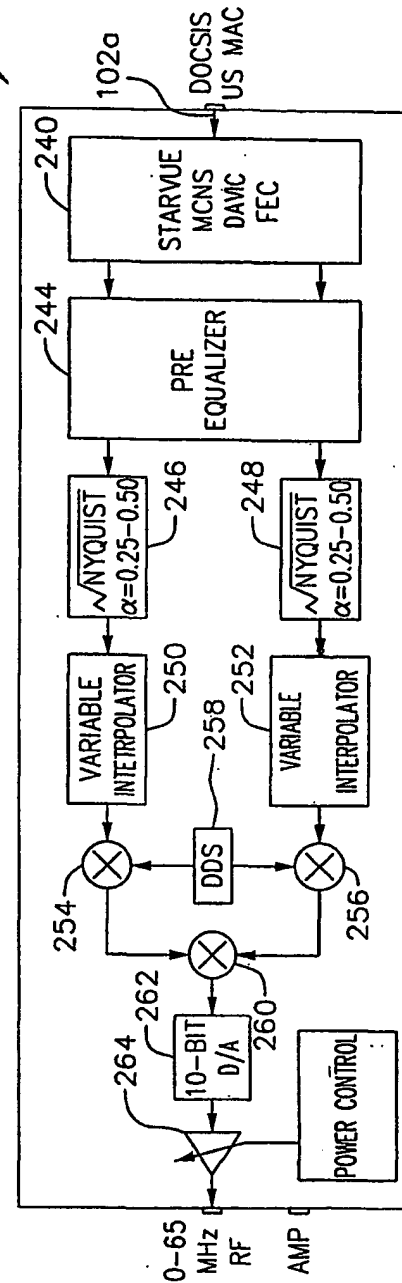 102a
DOCSIS
US MAC
240
STARVUE
MCNS
DAVIC
FEC
244
PRE
EQUALIZER
246
√NYQUIST
α=0.25-0.50
248
√NYQUIST
α=0.25-0.50
250
VARIABLE
INTETRPOLATOR
252
VARIABLE
INTERPOLATOR
254
258
DDS
256
260
262
10-BIT
D/A
264
POWER CONTROL
0-65
MHz
RF
AMP